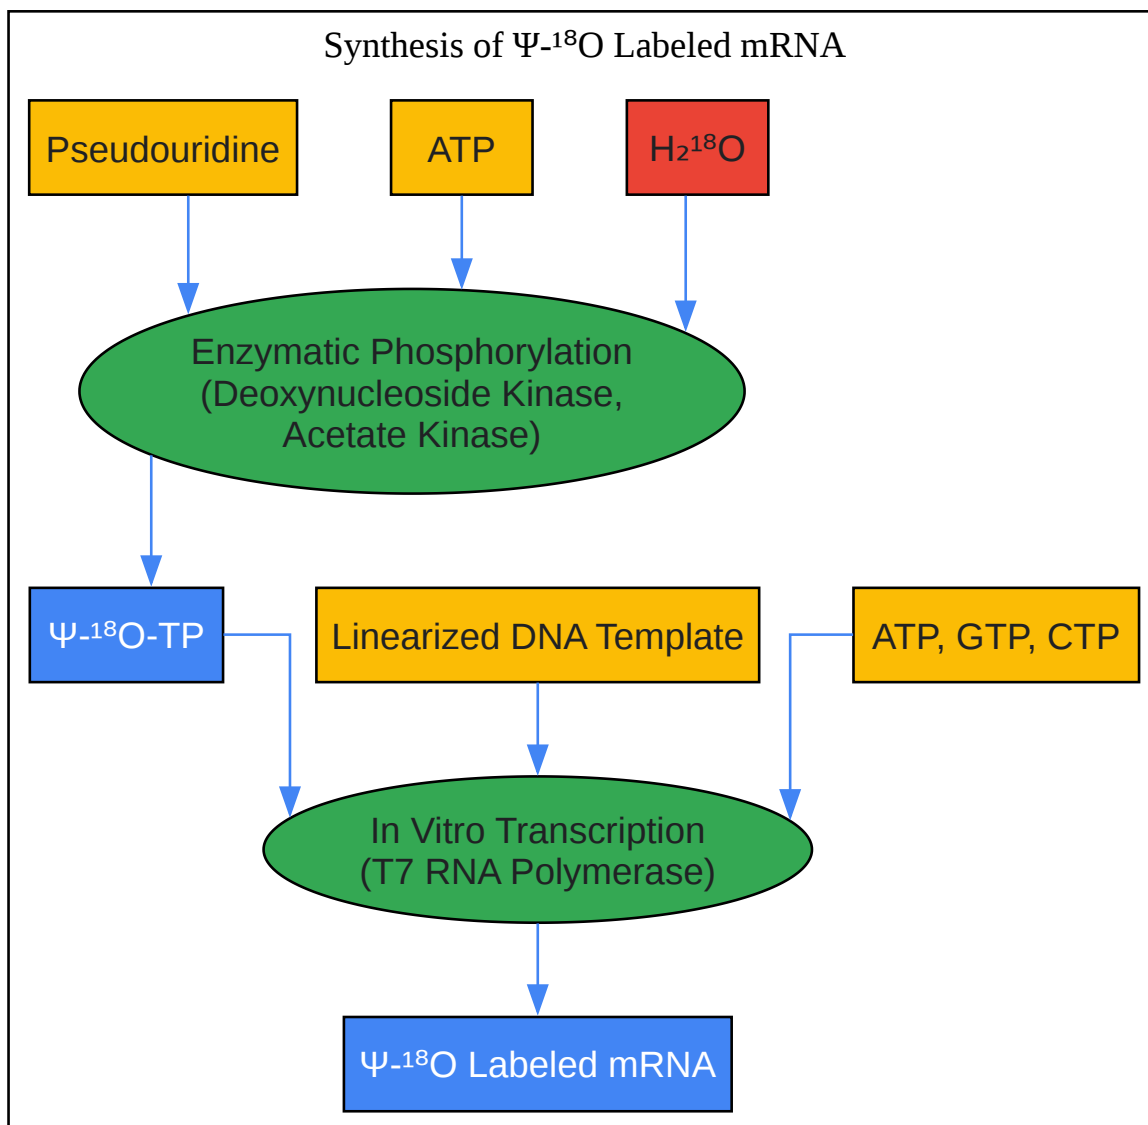 Synthesis of Ψ-¹⁸O Labeled mRNA
Pseudouridine
ATP
H₂¹⁸O
Enzymatic Phosphorylation
(Deoxynucleoside Kinase,
Acetate Kinase)
Ψ-¹⁸O-TP
Linearized DNA Template
ATP, GTP, CTP
In Vitro Transcription
(T7 RNA Polymerase)
Ψ-¹⁸O Labeled mRNA